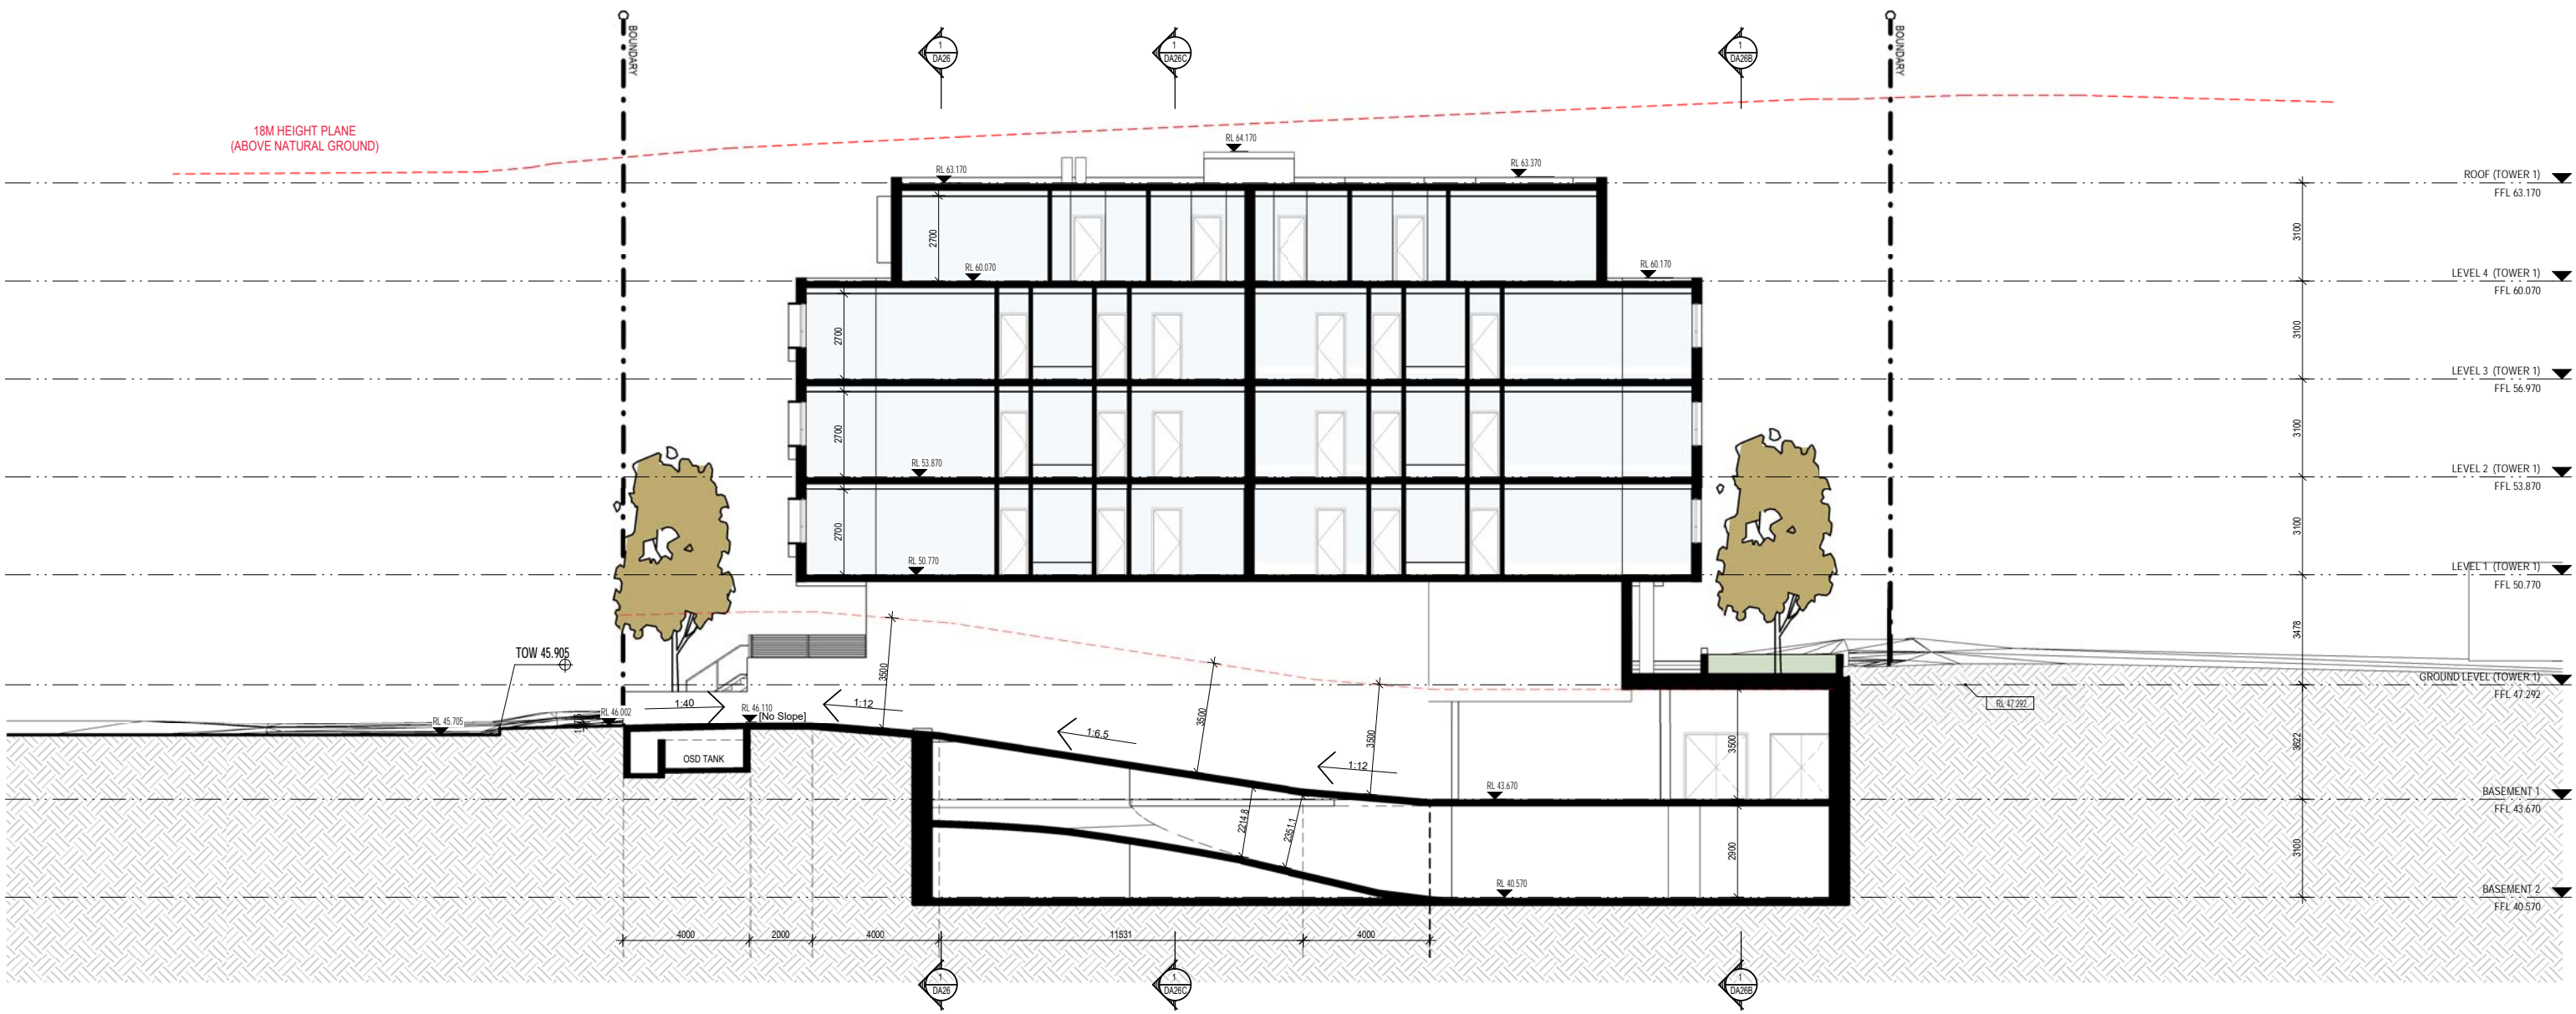 BOUNDARY
1
DA26
1
DA26C
1
DA26B
BOUNDARY
18M HEIGHT PLANE
(ABOVE NATURAL GROUND)
RL 64.170
RL 63.170
RL 63.370
ROOF (TOWER 1)
FFL 63.170
2700
3100
RL 60.070
RL 60.170
LEVEL 4 (TOWER 1)
FFL 60.070
2700
3100
LEVEL 3 (TOWER 1)
FFL 56.970
2700
3100
RL 53.870
LEVEL 2 (TOWER 1)
FFL 53.870
2700
3100
RL 50.770
LEVEL 1 (TOWER 1)
FFL 50.770
3478
TOW 45.905
3500
3500
3500
GROUND LEVEL (TOWER 1)
FFL 47.292
RL 47.292
1:40
1:12
RL 46.002
RL 46.110
[No Slope]
RL 45.705
1:6.5
1:12
3500
3622
OSD TANK
RL 43.670
BASEMENT 1
FFL 43.670
2214.8
2351.1
2900
3100
RL 40.570
BASEMENT 2
FFL 40.570
4000
2000
4000
11531
4000
1
DA26
1
DA26C
1
DA26B